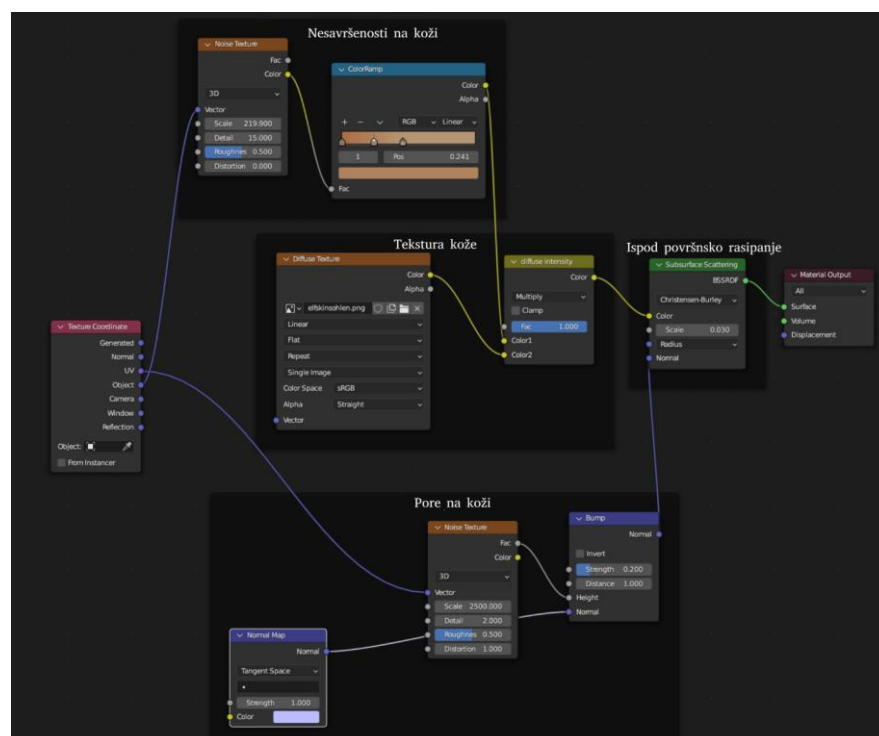 Nesavršenosti na koži
Noise Texture
Fac
Color
3D
Vector
Scale 219.900
Detail 15.000
Roughnes 0.500
Distortion 0.000
ColorRamp
Color
Alpha
+ − RGB Linear
1 Pos 0.241
Fac
Tekstura kože
Diffuse Texture
Color
Alpha
elfskinsohlen.png
Linear
Flat
Repeat
Single Image
Color Space sRGB
Alpha Straight
Vector
diffuse intensity
Color
Multiply
Clamp
Fac 1.000
Color1
Color2
Ispod površnsko rasipanje
Subsurface Scattering
BSSRDF
Christensen-Burley
Color
Scale 0.030
Radius
Normal
Material Output
All
Surface
Volume
Displacement
Texture Coordinate
Generated
Normal
UV
Object
Camera
Window
Reflection
Object:
From Instancer
Pore na koži
Noise Texture
Fac
Color
3D
Vector
Scale 2500.000
Detail 2.000
Roughnes 0.500
Distortion 1.000
Bump
Normal
Invert
Strength 0.200
Distance 1.000
Height
Normal
Normal Map
Normal
Tangent Space
Strength 1.000
Color